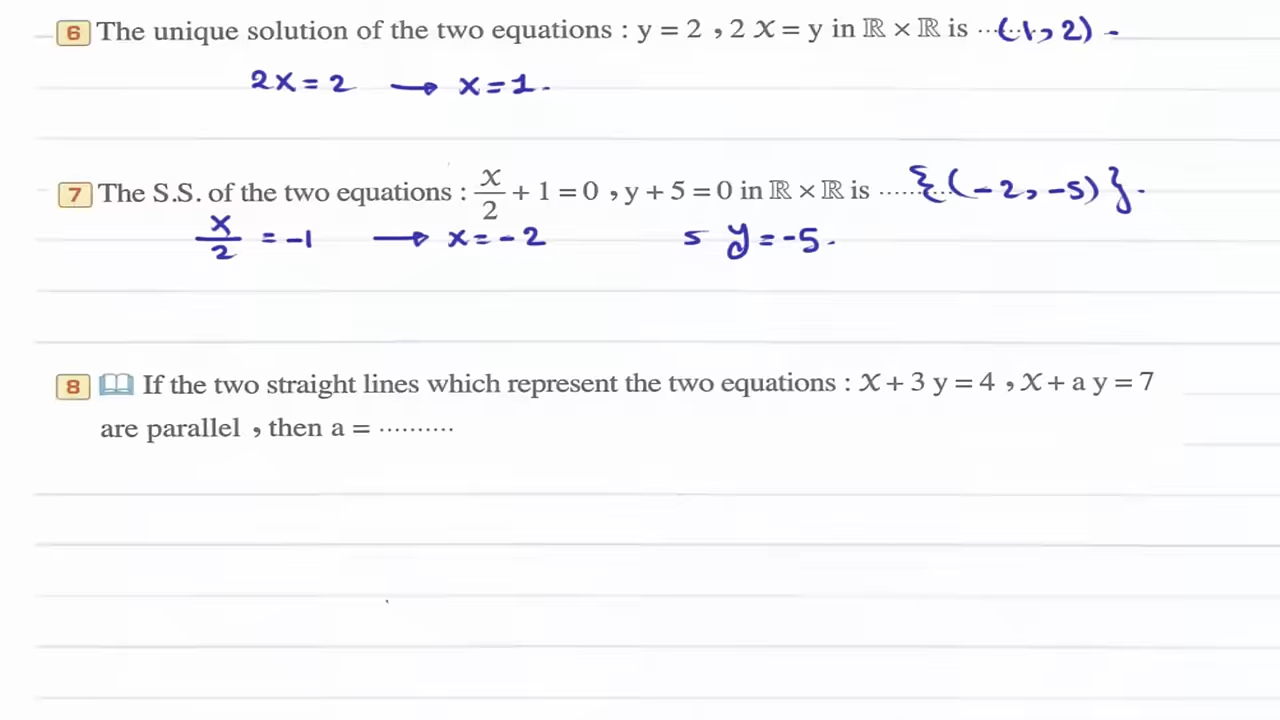 6 The unique solution of the two equations : y = 2 , 2 X = y in ℝ × ℝ is ........ (1, 2) .
2x = 2 → x = 1 .
7 The S.S. of the two equations : X/2 + 1 = 0 , y + 5 = 0 in ℝ × ℝ is .......... {(-2, -5)} .
x/2 = -1 → x = -2 , y = -5 .
8 If the two straight lines which represent the two equations : X + 3 y = 4 , X + a y = 7
are parallel , then a = ..........